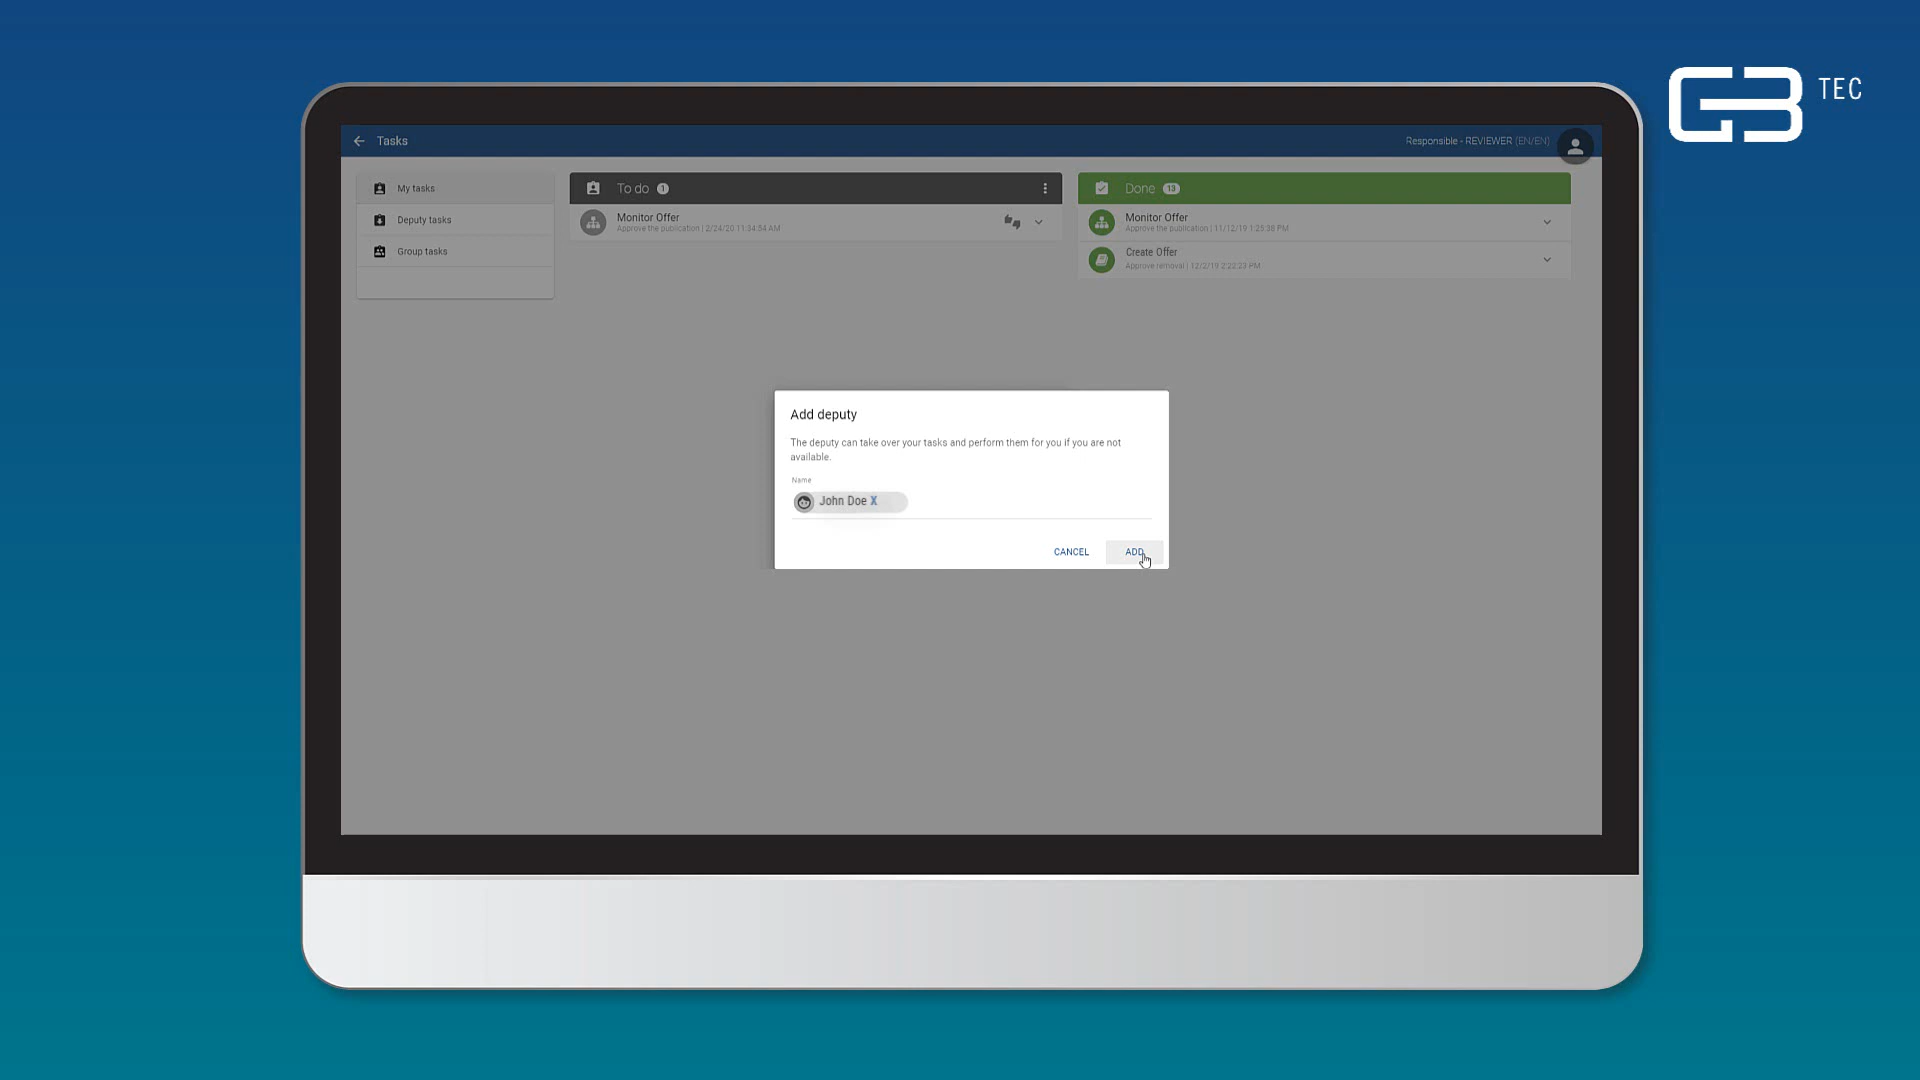 GB TEC
Tasks
Responsible - REVIEWER (EN/EN)
My tasks
Deputy tasks
Group tasks
To do 1
Monitor Offer
Approve the publication | 2/24/20 11:34:54 AM
Done 13
Monitor Offer
Approve the publication | 11/12/19 1:25:38 PM
Create Offer
Approve removal | 12/2/19 2:22:23 PM
Add deputy
The deputy can take over your tasks and perform them for you if you are not
available.
Name
John Doe X
CANCEL
ADD